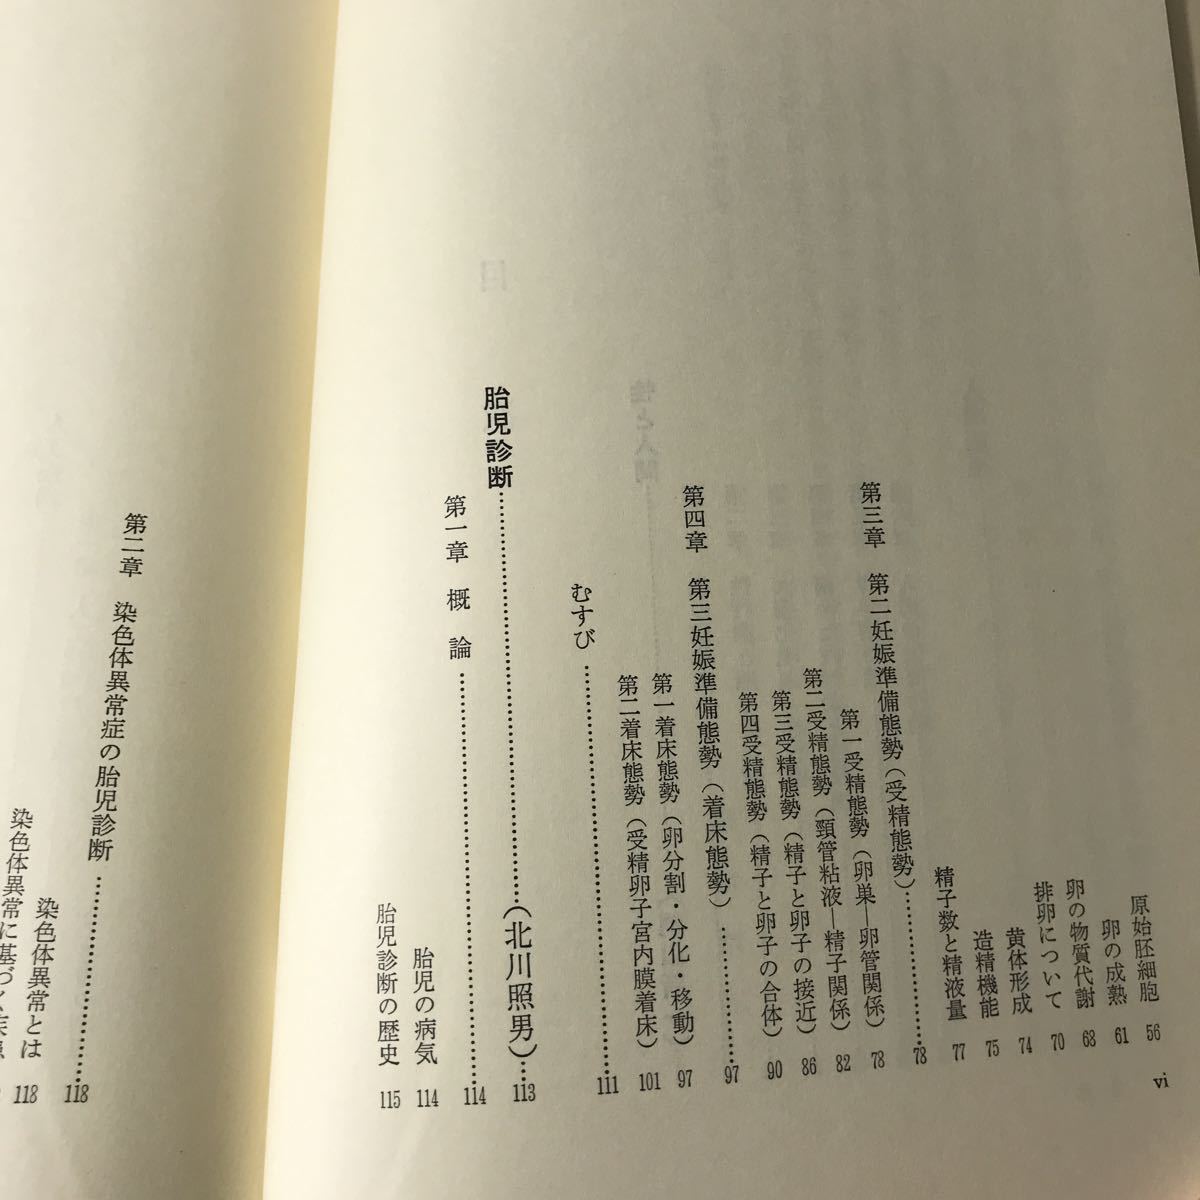 原始胚細胞 56
卵の成熟 61
卵の物質代謝 68
排卵について 70
黄体形成 74
造精機能 75
精子数と精液量 77
第三章 第二妊娠準備態勢(受精態勢)……………… 78
第一受精態勢(卵巣―卵管関係) 78
第二受精態勢(頸管粘液―精子関係) 82
第三受精態勢(精子と卵子の接近) 86
第四受精態勢(精子と卵子の合体) 90
第四章 第三妊娠準備態勢(着床態勢)……………… 97
第一着床態勢(卵分割・分化・移動) 97
第二着床態勢(受精卵子宮内膜着床) 101
むすび……………… 111
胎児診断………………(北川照男)… 113
第一章 概論……………… 114
胎児の病気 114
胎児診断の歴史 115
vi
第二章 染色体異常症の胎児診断……………… 118
染色体異常とは 118
染色体異常に基づく疾患